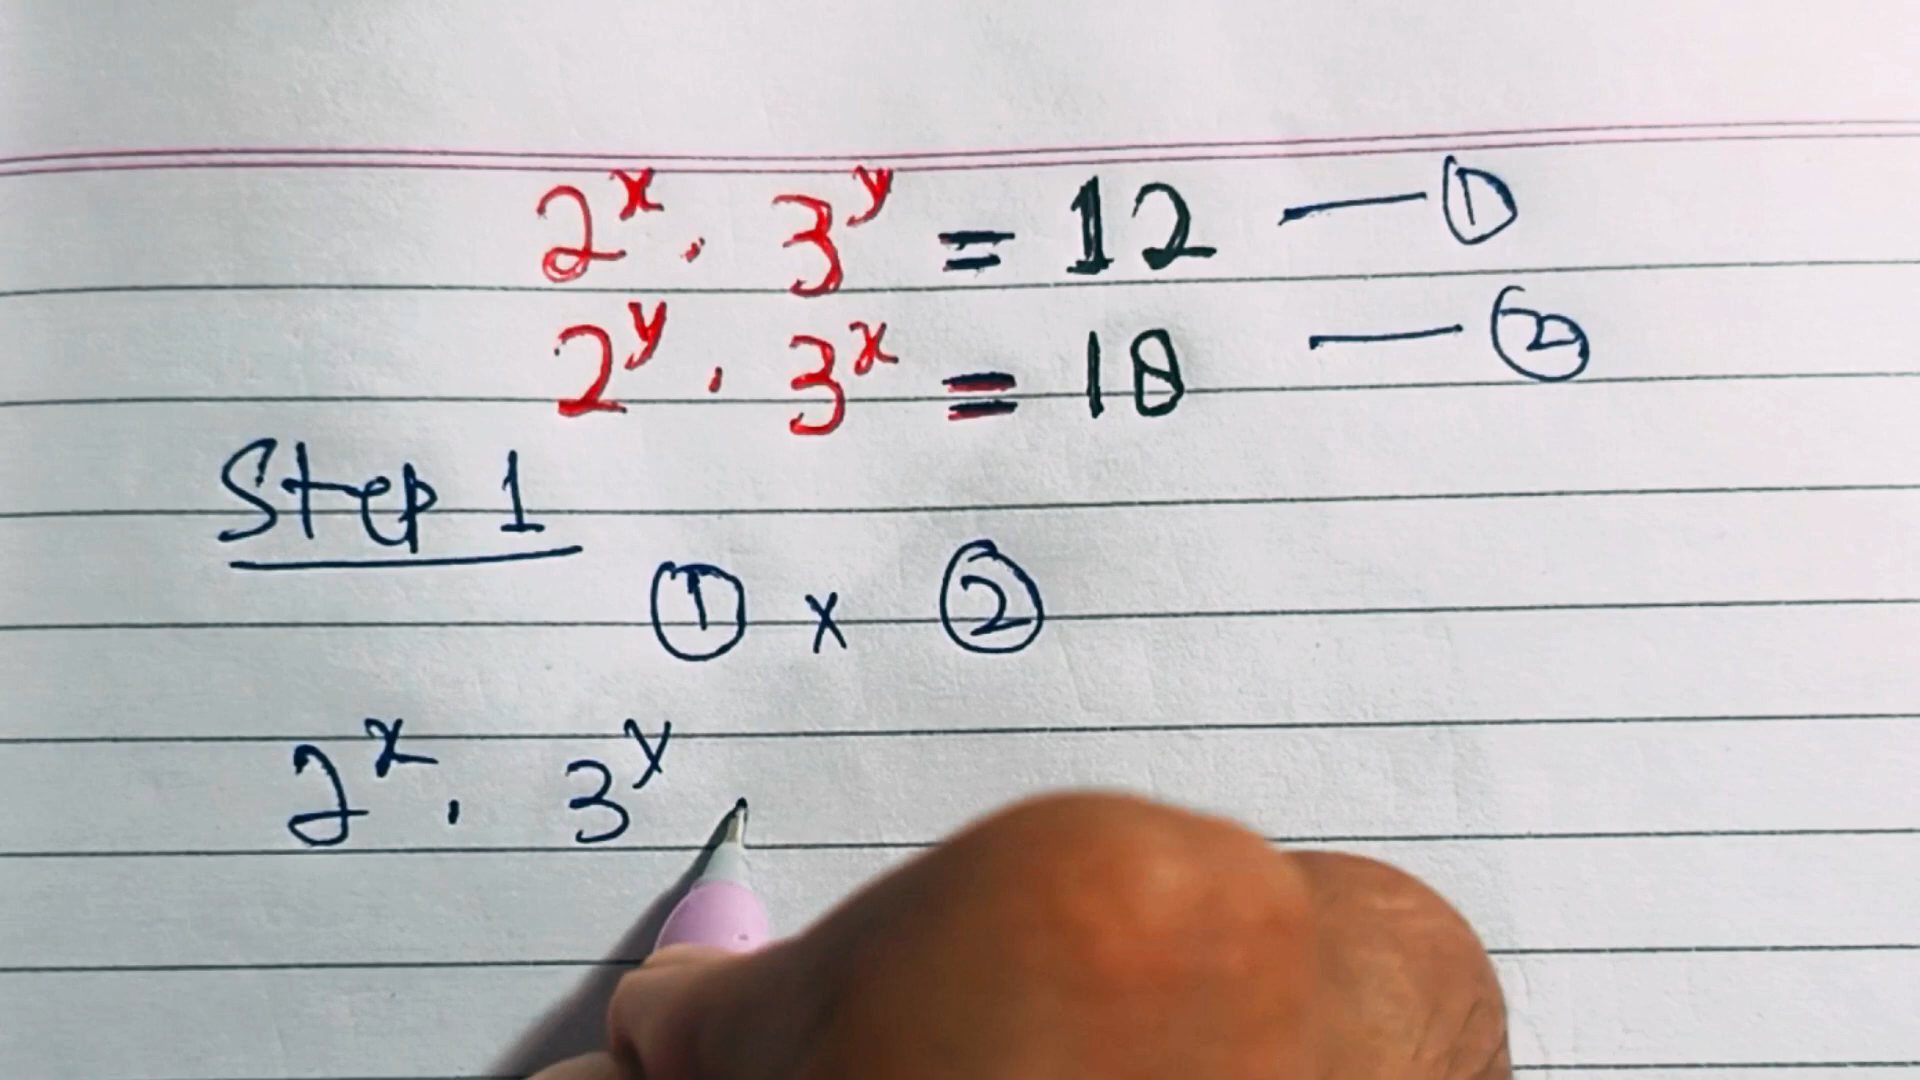 2^x . 3^y = 12 — ①
2^y . 3^x = 18 — ②
Step 1
① x ②
2^x . 3^y